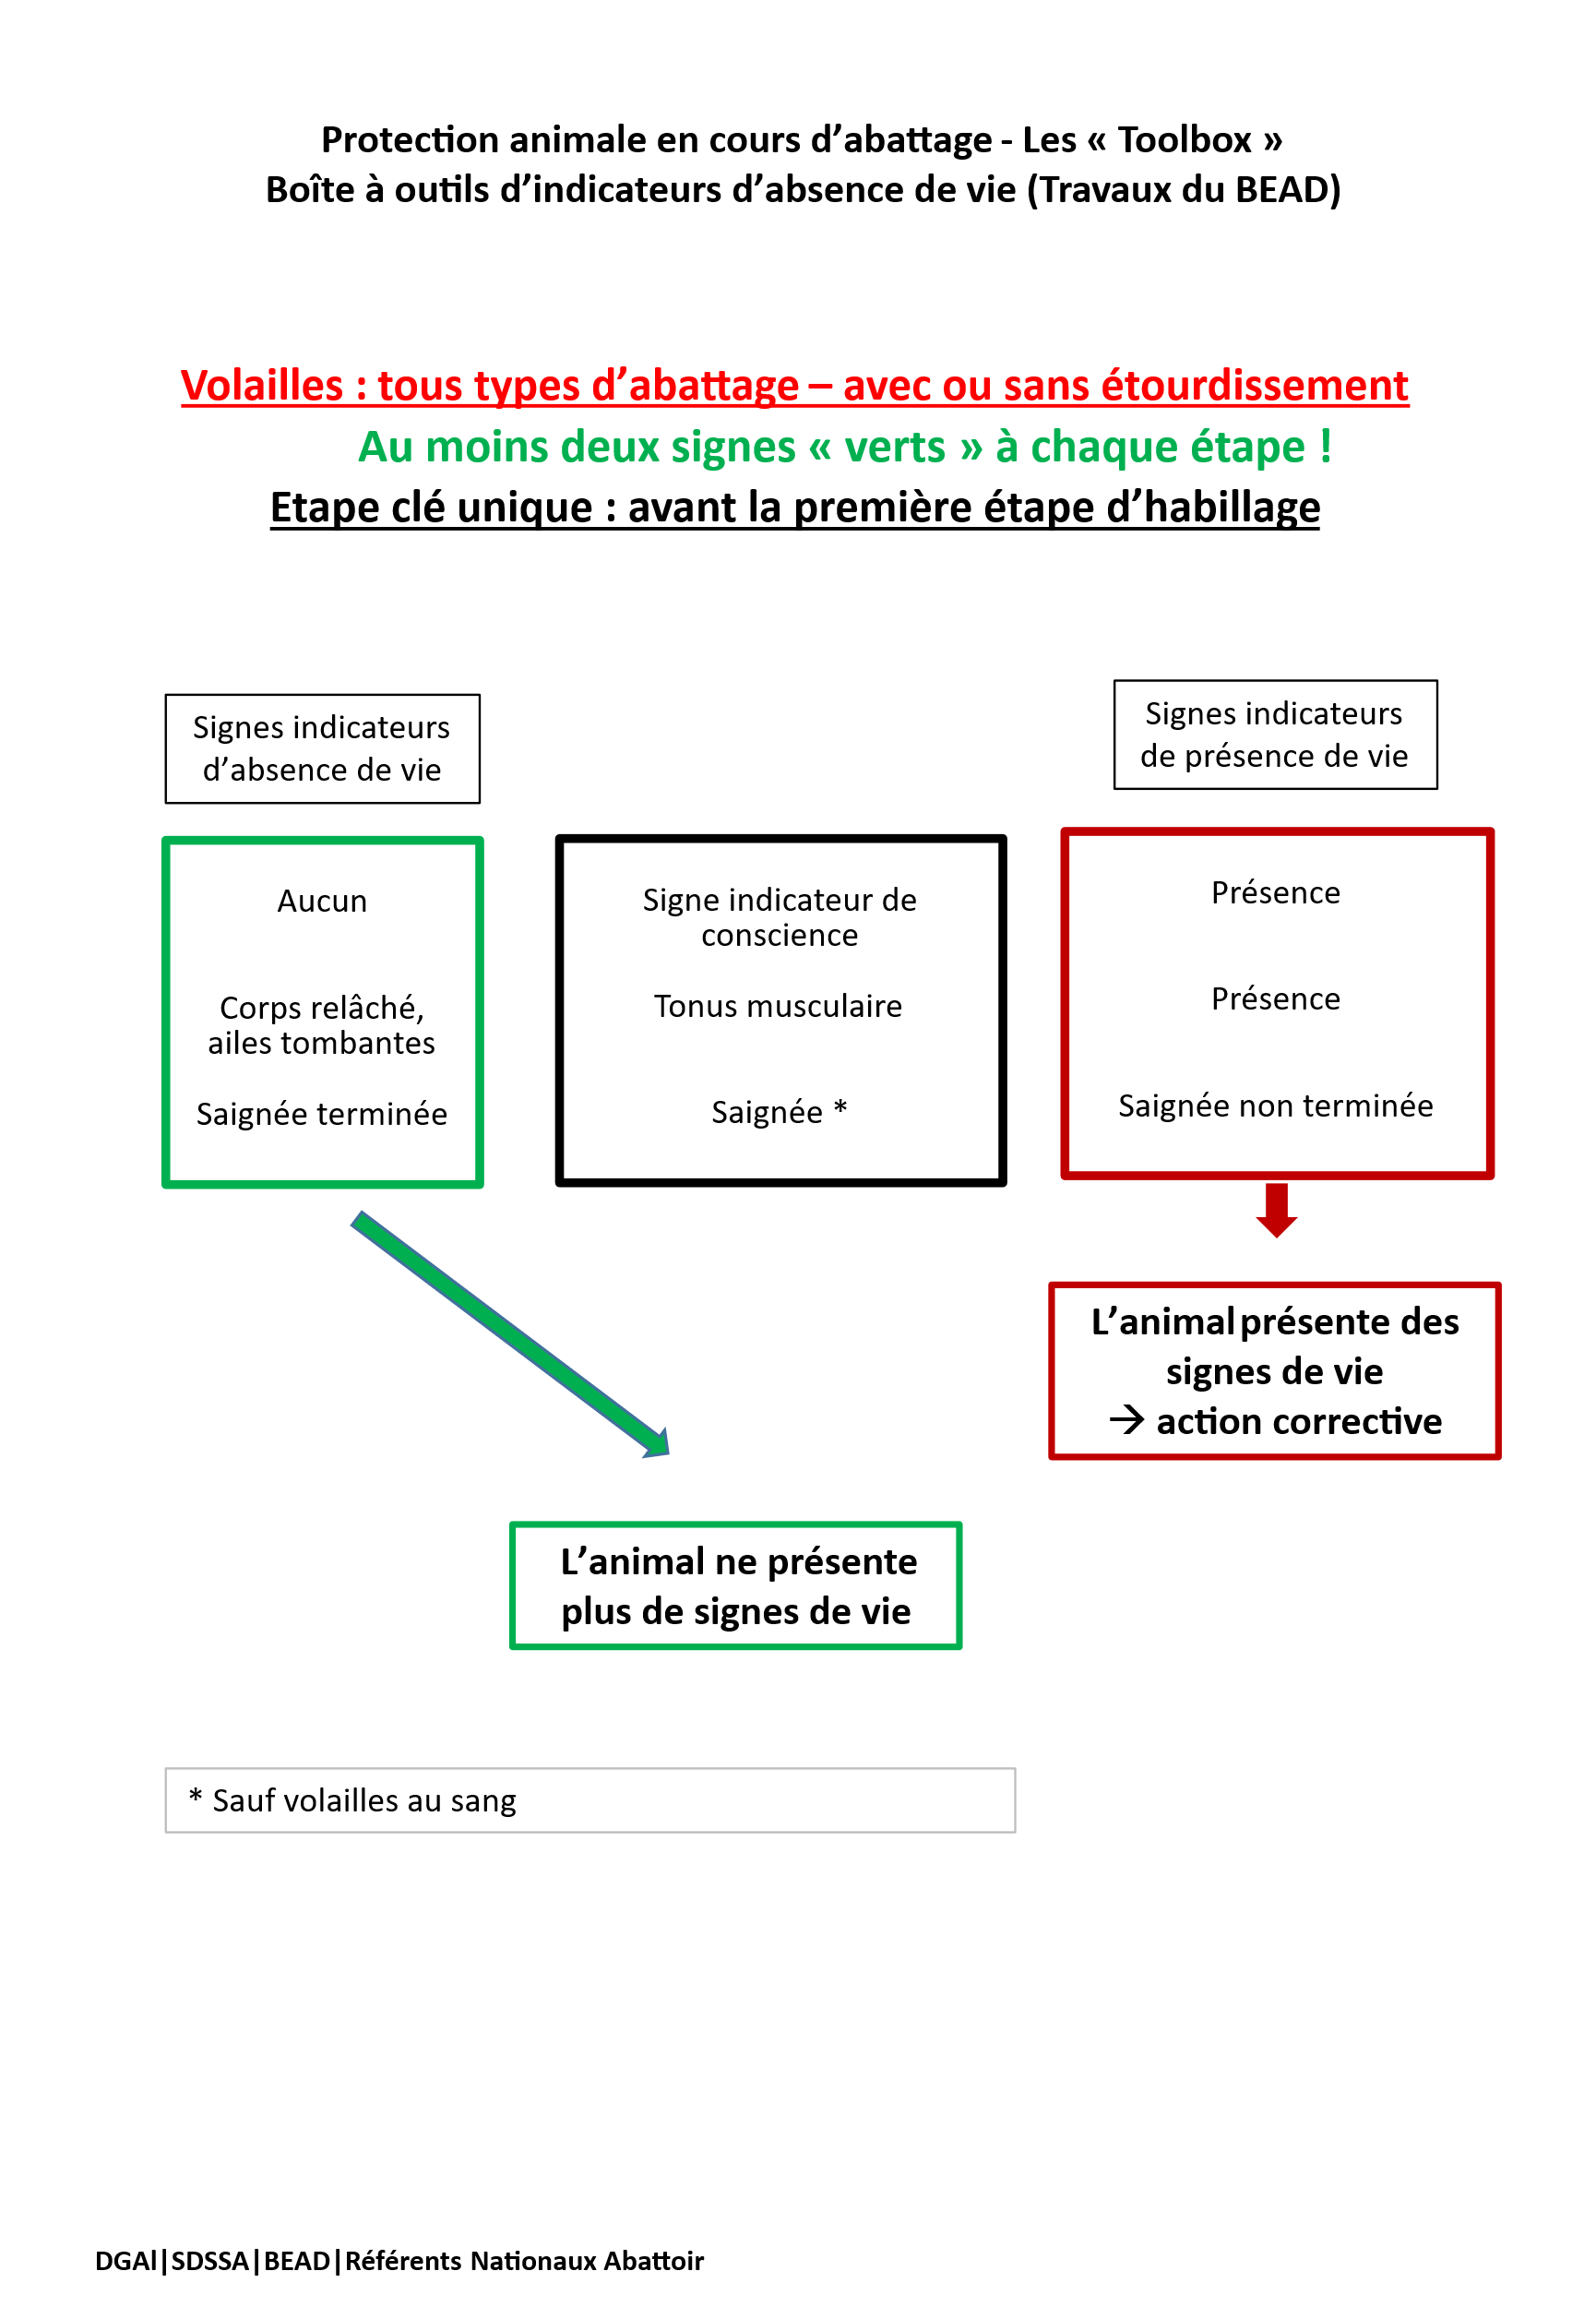 Protection animale en cours d’abattage - Les « Toolbox »
Boîte à outils d’indicateurs d’absence de vie (Travaux du BEAD)
Volailles : tous types d’abattage – avec ou sans étourdissement
Au moins deux signes « verts » à chaque étape !
Etape clé unique : avant la première étape d’habillage
Signes indicateurs
d’absence de vie
Signes indicateurs
de présence de vie
Aucun
Corps relâché,
ailes tombantes
Saignée terminée
Signe indicateur de
conscience
Tonus musculaire
Saignée *
Présence
Présence
Saignée non terminée
L’animal présente des
signes de vie
→ action corrective
L’animal ne présente
plus de signes de vie
* Sauf volailles au sang
DGAl|SDSSA|BEAD|Référents Nationaux Abattoir